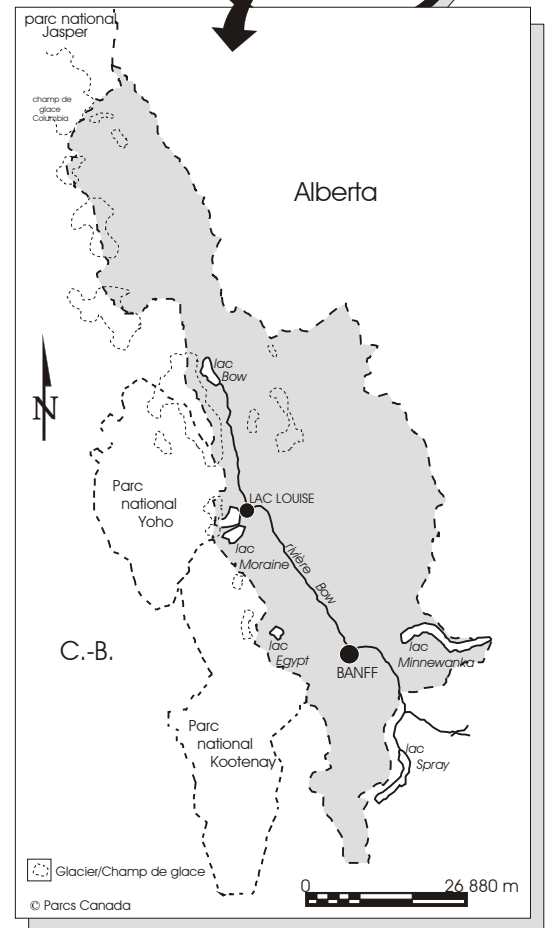 parc national
Jasper
champ de
glace
Columbia
Alberta
lac
Bow
N
Parc
national
Yoho
LAC LOUISE
lac
Moraine
rivière Bow
C.-B.
lac
Egypt
BANFF
lac
Minnewanka
Parc
national
Kootenay
lac
Spray
Glacier/Champ de glace
0 26 880 m
© Parcs Canada